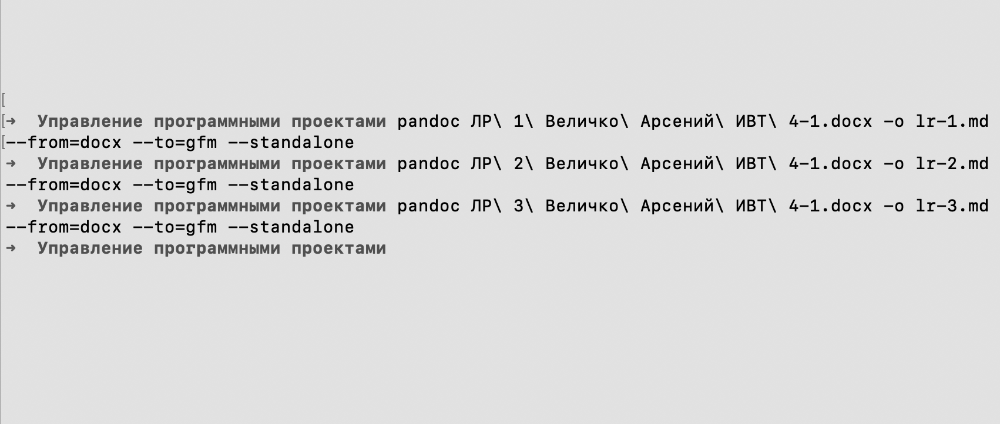 [
[→ Управление программными проектами pandoc ЛР\ 1\ Величко\ Арсений\ ИВТ\ 4-1.docx -o lr-1.md
[--from=docx --to=gfm --standalone
→ Управление программными проектами pandoc ЛР\ 2\ Величко\ Арсений\ ИВТ\ 4-1.docx -o lr-2.md
--from=docx --to=gfm --standalone
→ Управление программными проектами pandoc ЛР\ 3\ Величко\ Арсений\ ИВТ\ 4-1.docx -o lr-3.md
--from=docx --to=gfm --standalone
→ Управление программными проектами